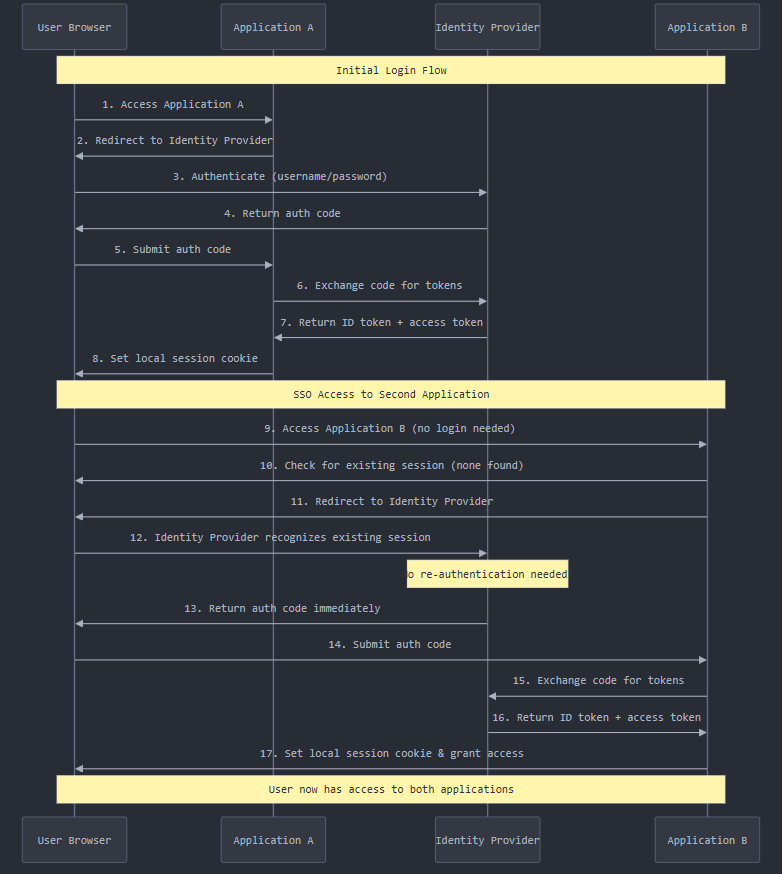 User Browser
Application A
Identity Provider
Application B
Initial Login Flow
1. Access Application A
2. Redirect to Identity Provider
3. Authenticate (username/password)
4. Return auth code
5. Submit auth code
6. Exchange code for tokens
7. Return ID token + access token
8. Set local session cookie
SSO Access to Second Application
9. Access Application B (no login needed)
10. Check for existing session (none found)
11. Redirect to Identity Provider
12. Identity Provider recognizes existing session
o re-authentication needed
13. Return auth code immediately
14. Submit auth code
15. Exchange code for tokens
16. Return ID token + access token
17. Set local session cookie & grant access
User now has access to both applications
User Browser
Application A
Identity Provider
Application B